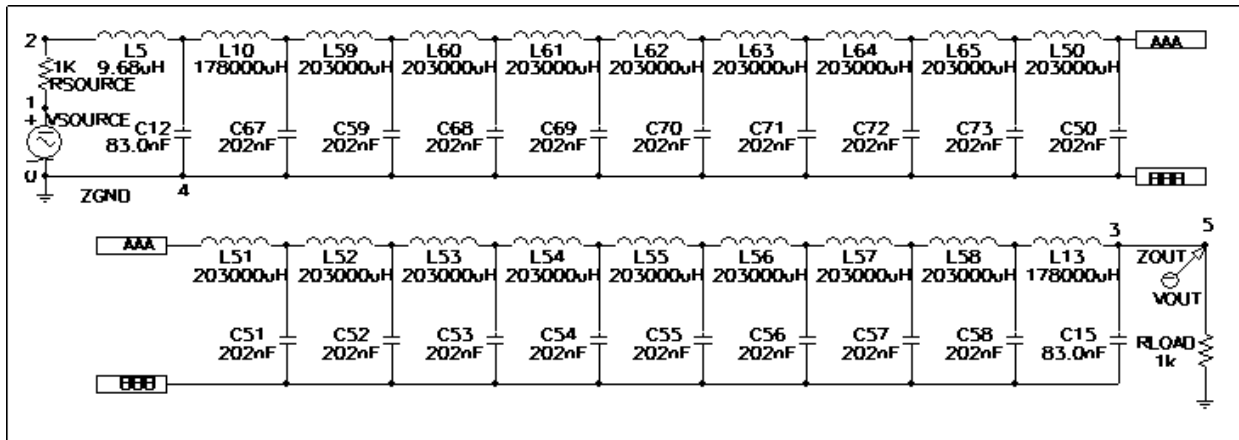 2
L5 L10 L59 L60 L61 L62 L63 L64 L65 L50 AAA
1K 9.68uH 178000uH 203000uH 203000uH 203000uH 203000uH 203000uH 203000uH 203000uH 203000uH
RSOURCE
1
+ VSOURCE C12 C67 C59 C68 C69 C70 C71 C72 C73 C50
83.0nF 202nF 202nF 202nF 202nF 202nF 202nF 202nF 202nF 202nF
0 ZGND 4 BBB
AAA L51 L52 L53 L54 L55 L56 L57 L58 L13 3 5
203000uH 203000uH 203000uH 203000uH 203000uH 203000uH 203000uH 203000uH 178000uH ZOUT
VOUT
C51 C52 C53 C54 C55 C56 C57 C58 C15 RLOAD
202nF 202nF 202nF 202nF 202nF 202nF 202nF 202nF 83.0nF 1k
BBB